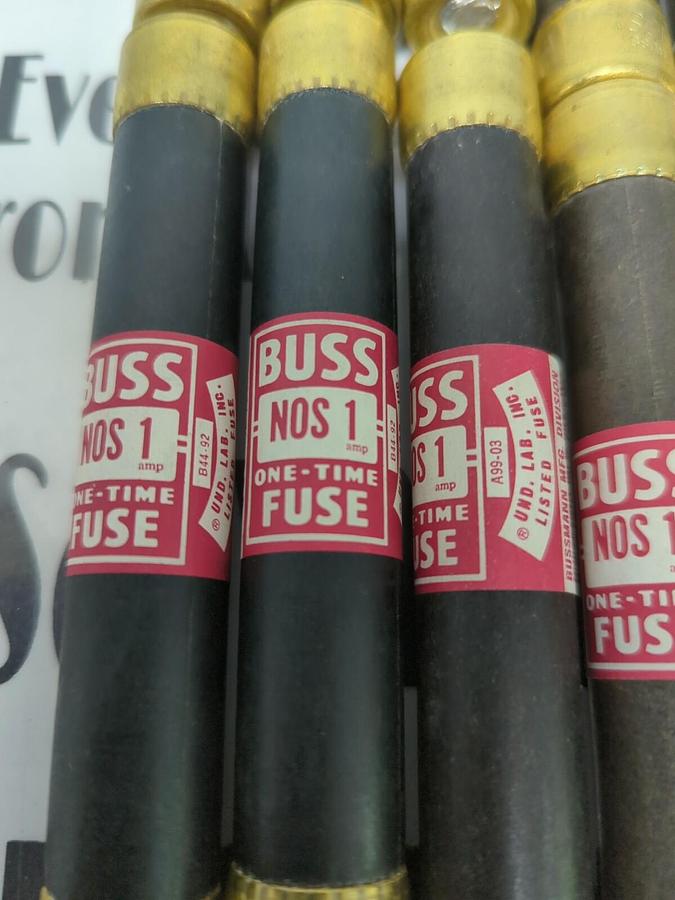 Eve
ron
BUSS
NOS 1
amp
ONE-TIME
FUSE
B44-92
® UND. LAB. INC.
LISTED FUSE
BUSS
NOS 1
amp
ONE-TIME
FUSE
B44-92
USS
OS 1
amp
-TIME
USE
A99-03
® UND. LAB. INC.
LISTED FUSE
BUSSMANN MFG. DIVISION
BUSS
NOS 1
ONE-TI
FUS